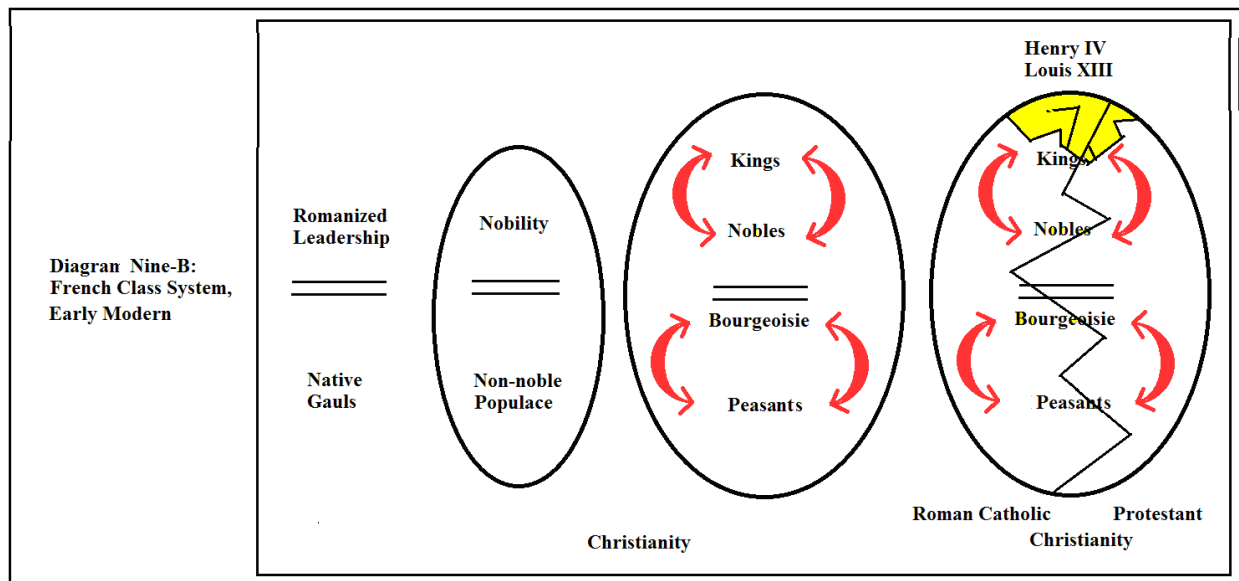 Diagram Nine-B:
French Class System,
Early Modern
Romanized
Leadership
Native
Gauls
Nobility
Non-noble
Populace
Kings
Nobles
Bourgeoisie
Peasants
Christianity
Henry IV
Louis XIII
Kings
Nobles
Bourgeoisie
Peasants
Roman Catholic
Protestant
Christianity